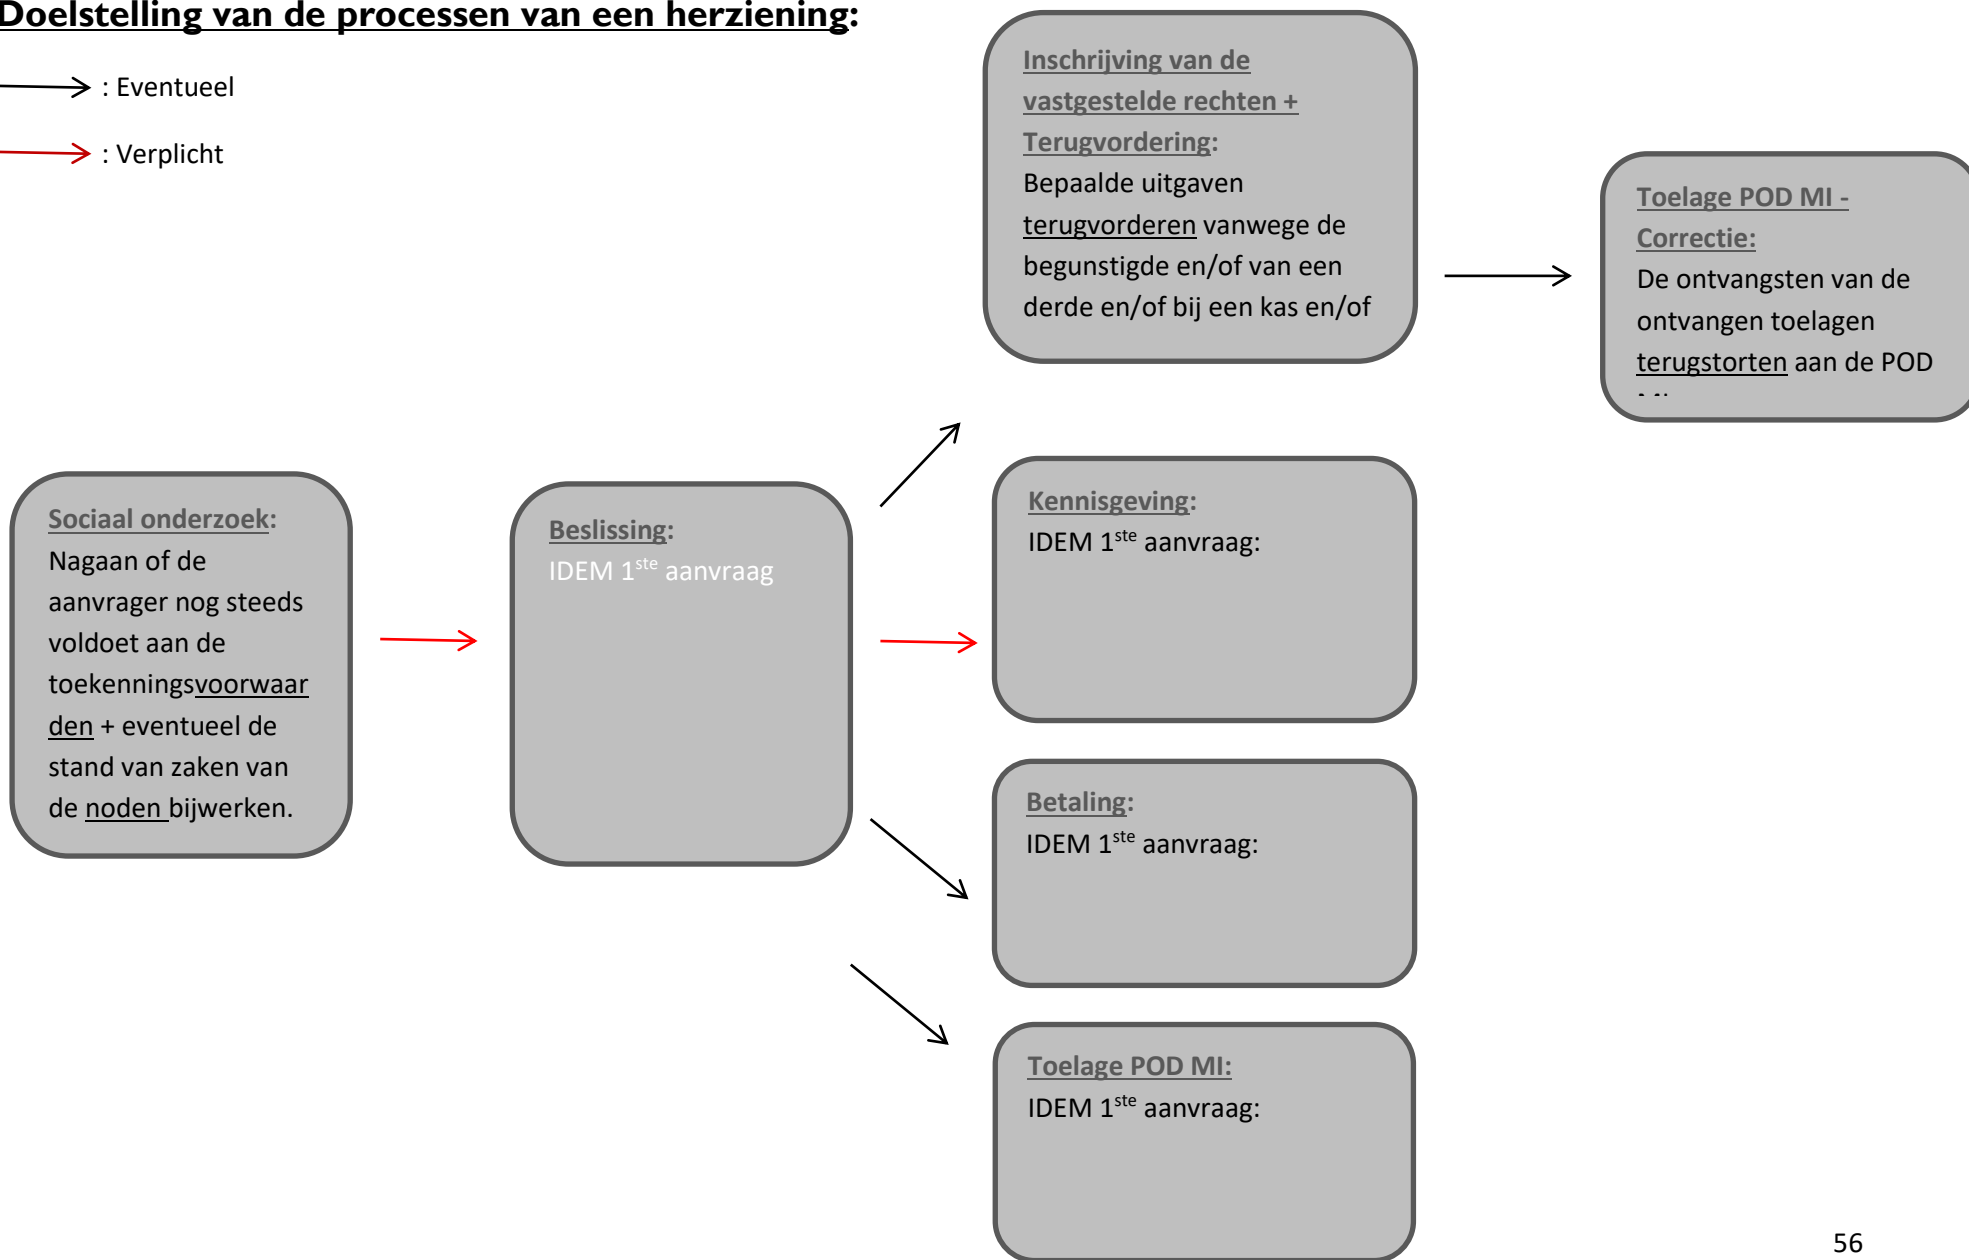 Doelstelling van de processen van een herziening:
: Eventueel
: Verplicht
Inschrijving van de
vastgestelde rechten +
Terugvordering:
Bepaalde uitgaven
terugvorderen vanwege de
begunstigde en/of van een
derde en/of bij een kas en/of
Toelage POD MI -
Correctie:
De ontvangsten van de
ontvangen toelagen
terugstorten aan de POD
Sociaal onderzoek:
Nagaan of de
aanvrager nog steeds
voldoet aan de
toekenningsvoorwaar
den + eventueel de
stand van zaken van
de noden bijwerken.
Beslissing:
IDEM 1ste aanvraag
Kennisgeving:
IDEM 1ste aanvraag:
Betaling:
IDEM 1ste aanvraag:
Toelage POD MI:
IDEM 1ste aanvraag:
56